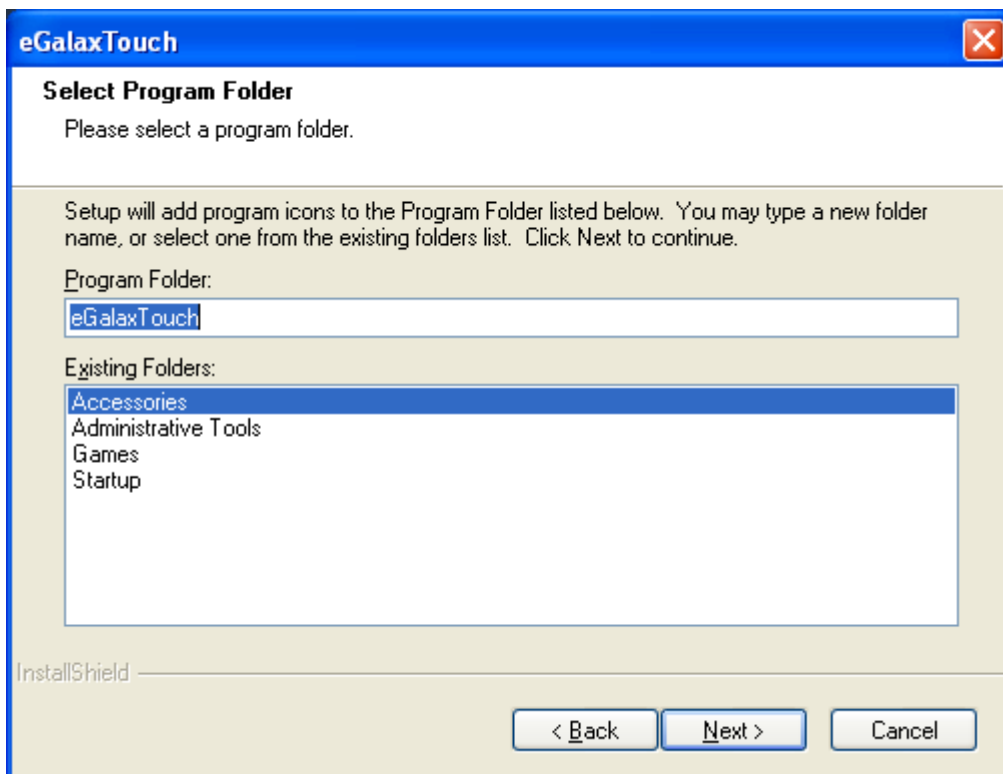 eGalaxTouch
Select Program Folder
Please select a program folder.
Setup will add program icons to the Program Folder listed below.  You may type a new folder
name, or select one from the existing folders list.  Click Next to continue.
Program Folder:
eGalaxTouch
Existing Folders:
Accessories
Administrative Tools
Games
Startup
InstallShield
< Back
Next >
Cancel